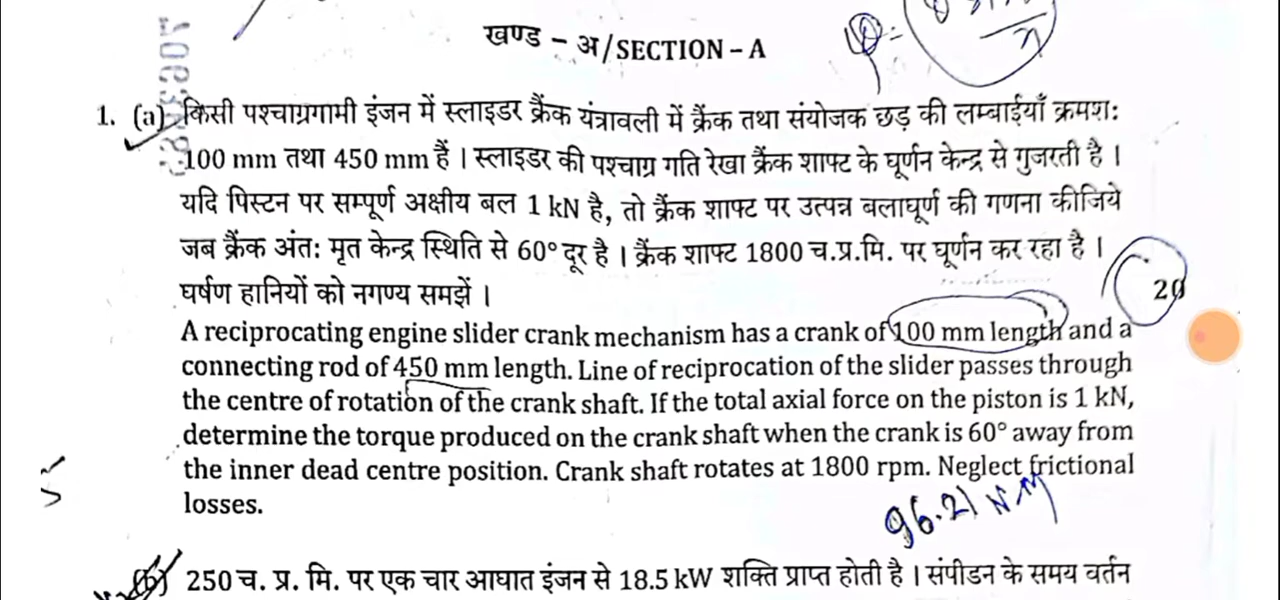 खण्ड - अ/SECTION - A
1. (a) किसी पश्चाग्रगामी इंजन में स्लाइडर क्रैंक यंत्रावली में क्रैंक तथा संयोजक छड़ की लम्बाईयाँ क्रमश:
100 mm तथा 450 mm हैं । स्लाइडर की पश्चाग्र गति रेखा क्रैंक शाफ्ट के घूर्णन केन्द्र से गुजरती है ।
यदि पिस्टन पर सम्पूर्ण अक्षीय बल 1 kN है, तो क्रैंक शाफ्ट पर उत्पन्न बलाघूर्ण की गणना कीजिये
जब क्रैंक अंत: मृत केन्द्र स्थिति से 60° दूर है । क्रैंक शाफ्ट 1800 च.प्र.मि. पर घूर्णन कर रहा है ।
घर्षण हानियों को नगण्य समझें ।
20
A reciprocating engine slider crank mechanism has a crank of 100 mm length and a
connecting rod of 450 mm length. Line of reciprocation of the slider passes through
the centre of rotation of the crank shaft. If the total axial force on the piston is 1 kN,
determine the torque produced on the crank shaft when the crank is 60° away from
the inner dead centre position. Crank shaft rotates at 1800 rpm. Neglect frictional
losses.
96.21 N M
(b) 250 च. प्र. मि. पर एक चार आघात इंजन से 18.5 kW शक्ति प्राप्त होती है । संपीडन के समय वर्तन